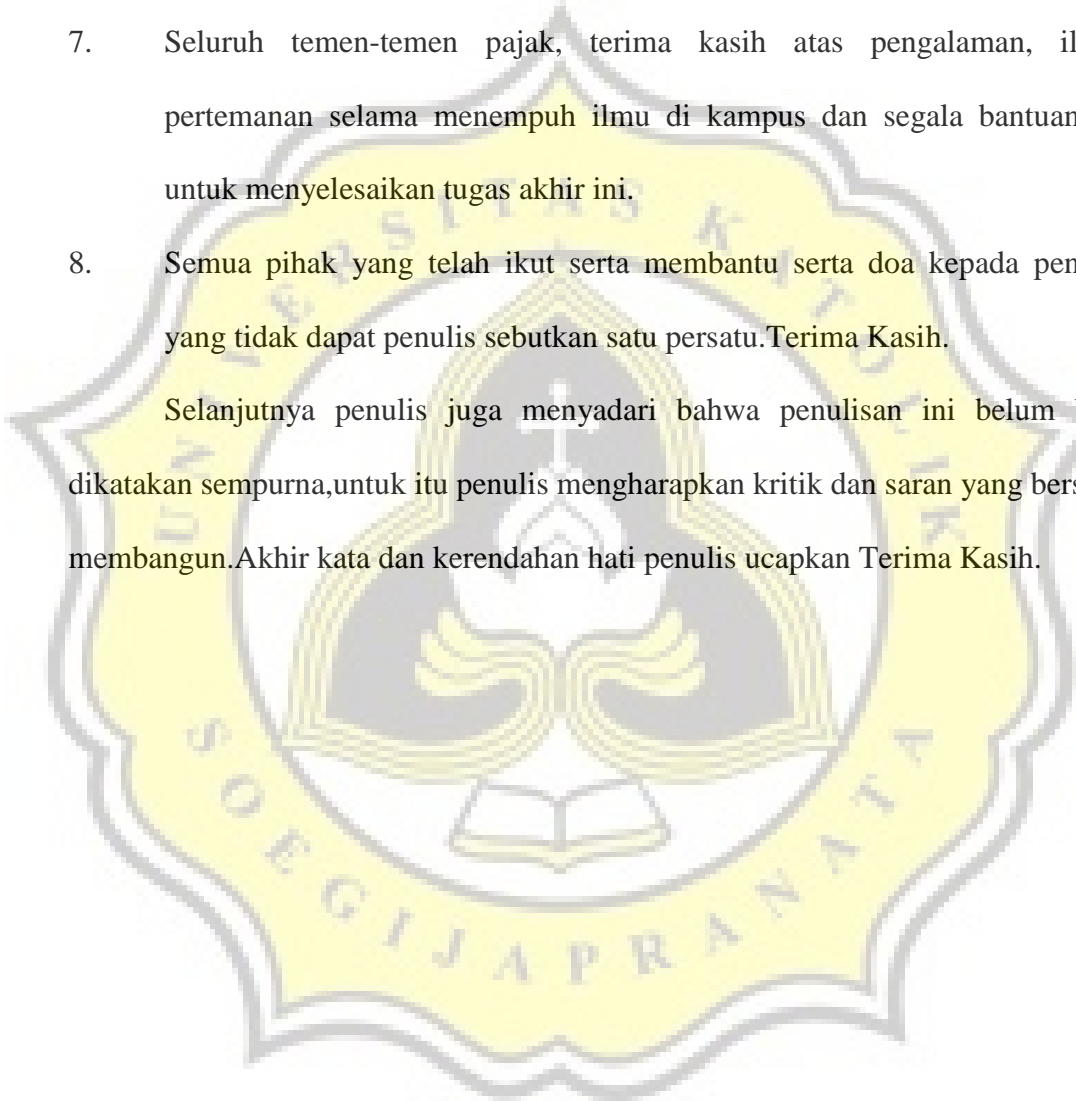 7. Seluruh temen-temen pajak, terima kasih atas pengalaman,
pertemanan selama menempuh ilmu di kampus dan segala bantuan
untuk menyelesaikan tugas akhir ini.
8. Semua pihak yang telah ikut serta membantu serta doa kepada
yang tidak dapat penulis sebutkan satu persatu.Terima Kasih.
Selanjutnya penulis juga menyadari bahwa penulisan ini belum
dikatakan sempurna,untuk itu penulis mengharapkan kritik dan saran yang
membangun.Akhir kata dan kerendahan hati penulis ucapkan Terima Kasih.
UNIVERSITAS KATOLIK
SOEGIJAPRANATA